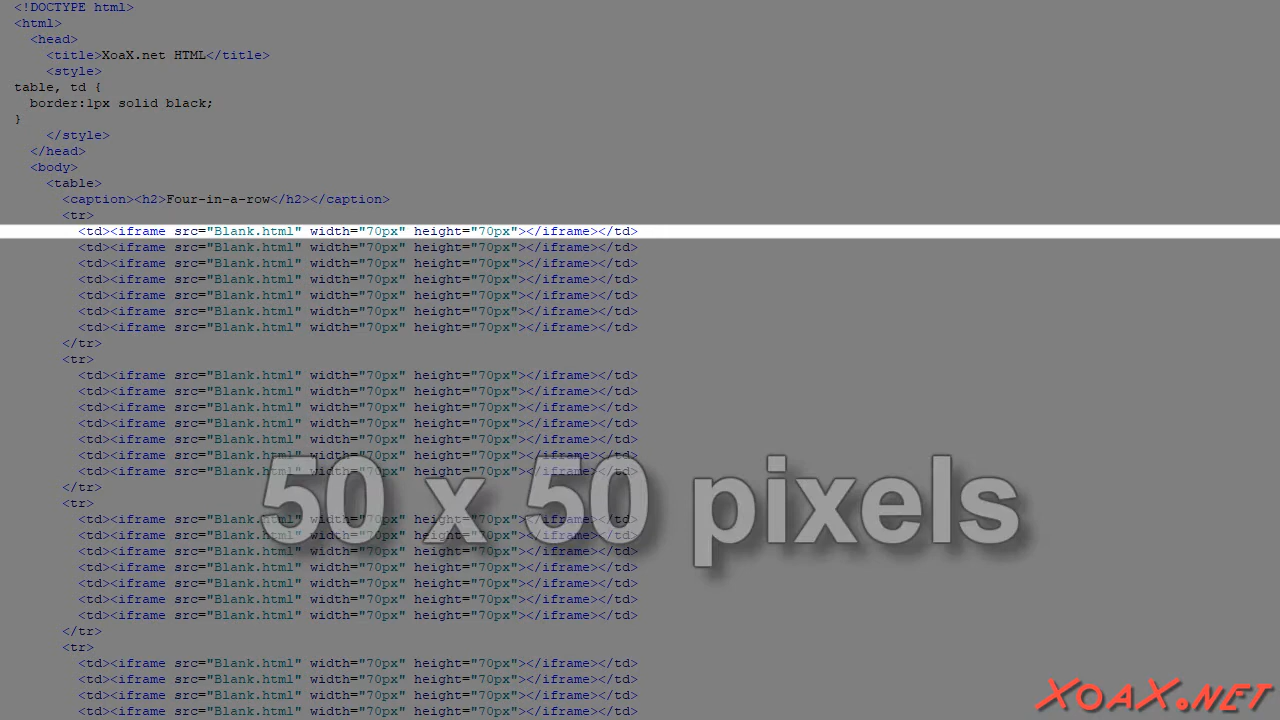 <!DOCTYPE html>
<html>
  <head>
    <title>XoaX.net HTML</title>
    <style>
table, td {
  border:1px solid black;
}
    </style>
  </head>
  <body>
    <table>
      <caption><h2>Four-in-a-row</h2></caption>
      <tr>
        <td><iframe src="Blank.html" width="70px" height="70px"></iframe></td>
        <td><iframe src="Blank.html" width="70px" height="70px"></iframe></td>
        <td><iframe src="Blank.html" width="70px" height="70px"></iframe></td>
        <td><iframe src="Blank.html" width="70px" height="70px"></iframe></td>
        <td><iframe src="Blank.html" width="70px" height="70px"></iframe></td>
        <td><iframe src="Blank.html" width="70px" height="70px"></iframe></td>
        <td><iframe src="Blank.html" width="70px" height="70px"></iframe></td>
      </tr>
      <tr>
        <td><iframe src="Blank.html" width="70px" height="70px"></iframe></td>
        <td><iframe src="Blank.html" width="70px" height="70px"></iframe></td>
        <td><iframe src="Blank.html" width="70px" height="70px"></iframe></td>
        <td><iframe src="Blank.html" width="70px" height="70px"></iframe></td>
        <td><iframe src="Blank.html" width="70px" height="70px"></iframe></td>
        <td><iframe src="Blank.html" width="70px" height="70px"></iframe></td>
        <td><iframe src="Blank.html" width="70px" height="70px"></iframe></td>
      </tr>
      <tr>
50 x 50 pixels
        <td><iframe src="Blank.html" width="70px" height="70px"></iframe></td>
        <td><iframe src="Blank.html" width="70px" height="70px"></iframe></td>
        <td><iframe src="Blank.html" width="70px" height="70px"></iframe></td>
        <td><iframe src="Blank.html" width="70px" height="70px"></iframe></td>
        <td><iframe src="Blank.html" width="70px" height="70px"></iframe></td>
        <td><iframe src="Blank.html" width="70px" height="70px"></iframe></td>
        <td><iframe src="Blank.html" width="70px" height="70px"></iframe></td>
      </tr>
      <tr>
        <td><iframe src="Blank.html" width="70px" height="70px"></iframe></td>
        <td><iframe src="Blank.html" width="70px" height="70px"></iframe></td>
        <td><iframe src="Blank.html" width="70px" height="70px"></iframe></td>
        <td><iframe src="Blank.html" width="70px" height="70px"></iframe></td>
XOAX.NET